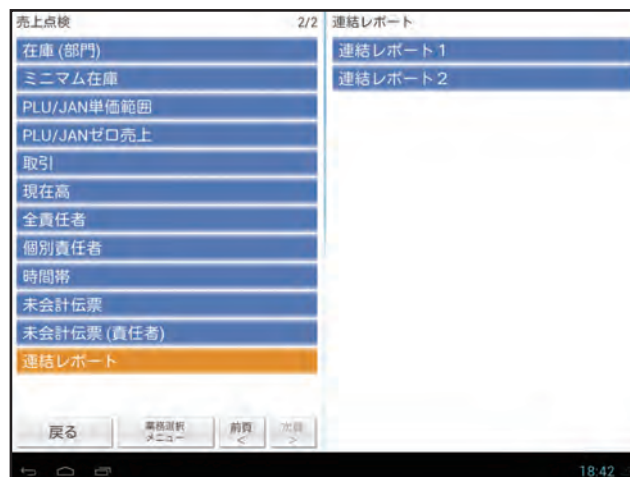 売上点検 2/2
在庫 (部門)
ミニマム在庫
PLU/JAN単価範囲
PLU/JANゼロ売上
取引
現在高
全責任者
個別責任者
時間帯
未会計伝票
未会計伝票 (責任者)
連結レポート
戻る
業務選択
メニュー
前頁
<
次頁
>
連結レポート
連結レポート1
連結レポート2
18:42